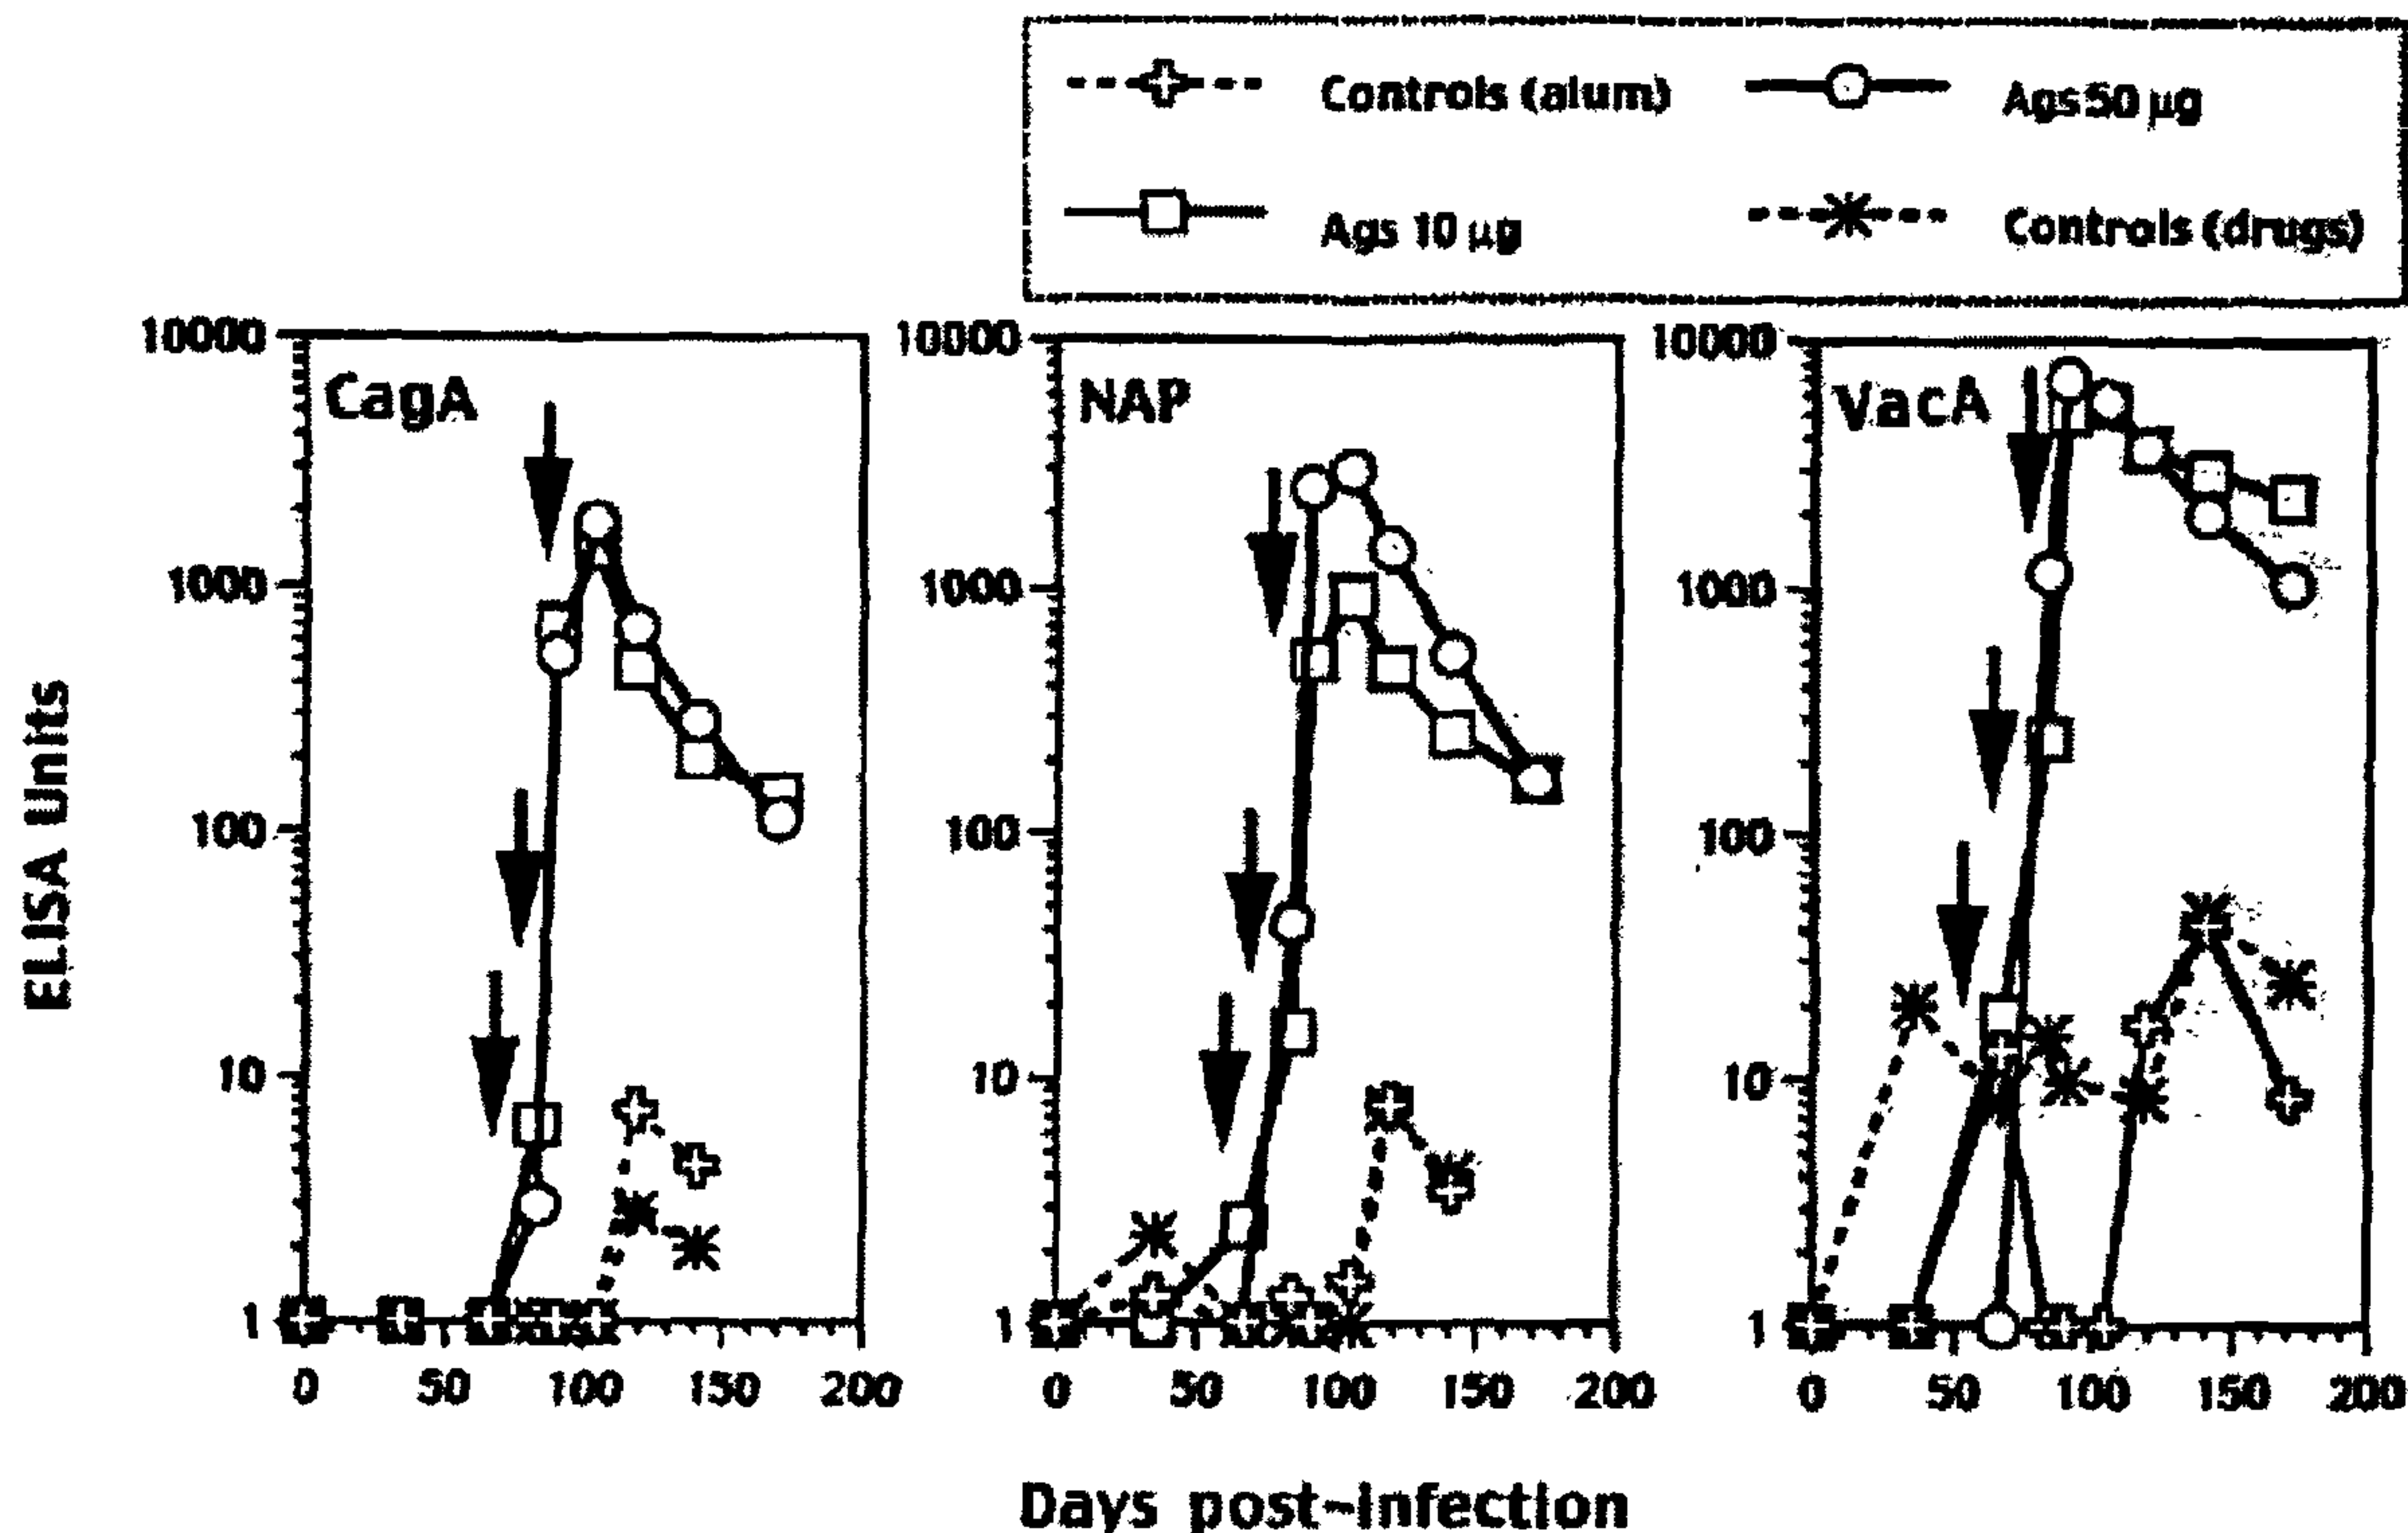 Controls (alum) Ags 50 µg
Ags 10 µg Controls (drugs)
10000 10000 10000
CagA NAP VacA
1000 1000 1000
ELISA Units
100 100 100
10 10 10
1 1 1
0 50 100 150 200 0 50 100 150 200 0 50 100 150 200
Days post-infection